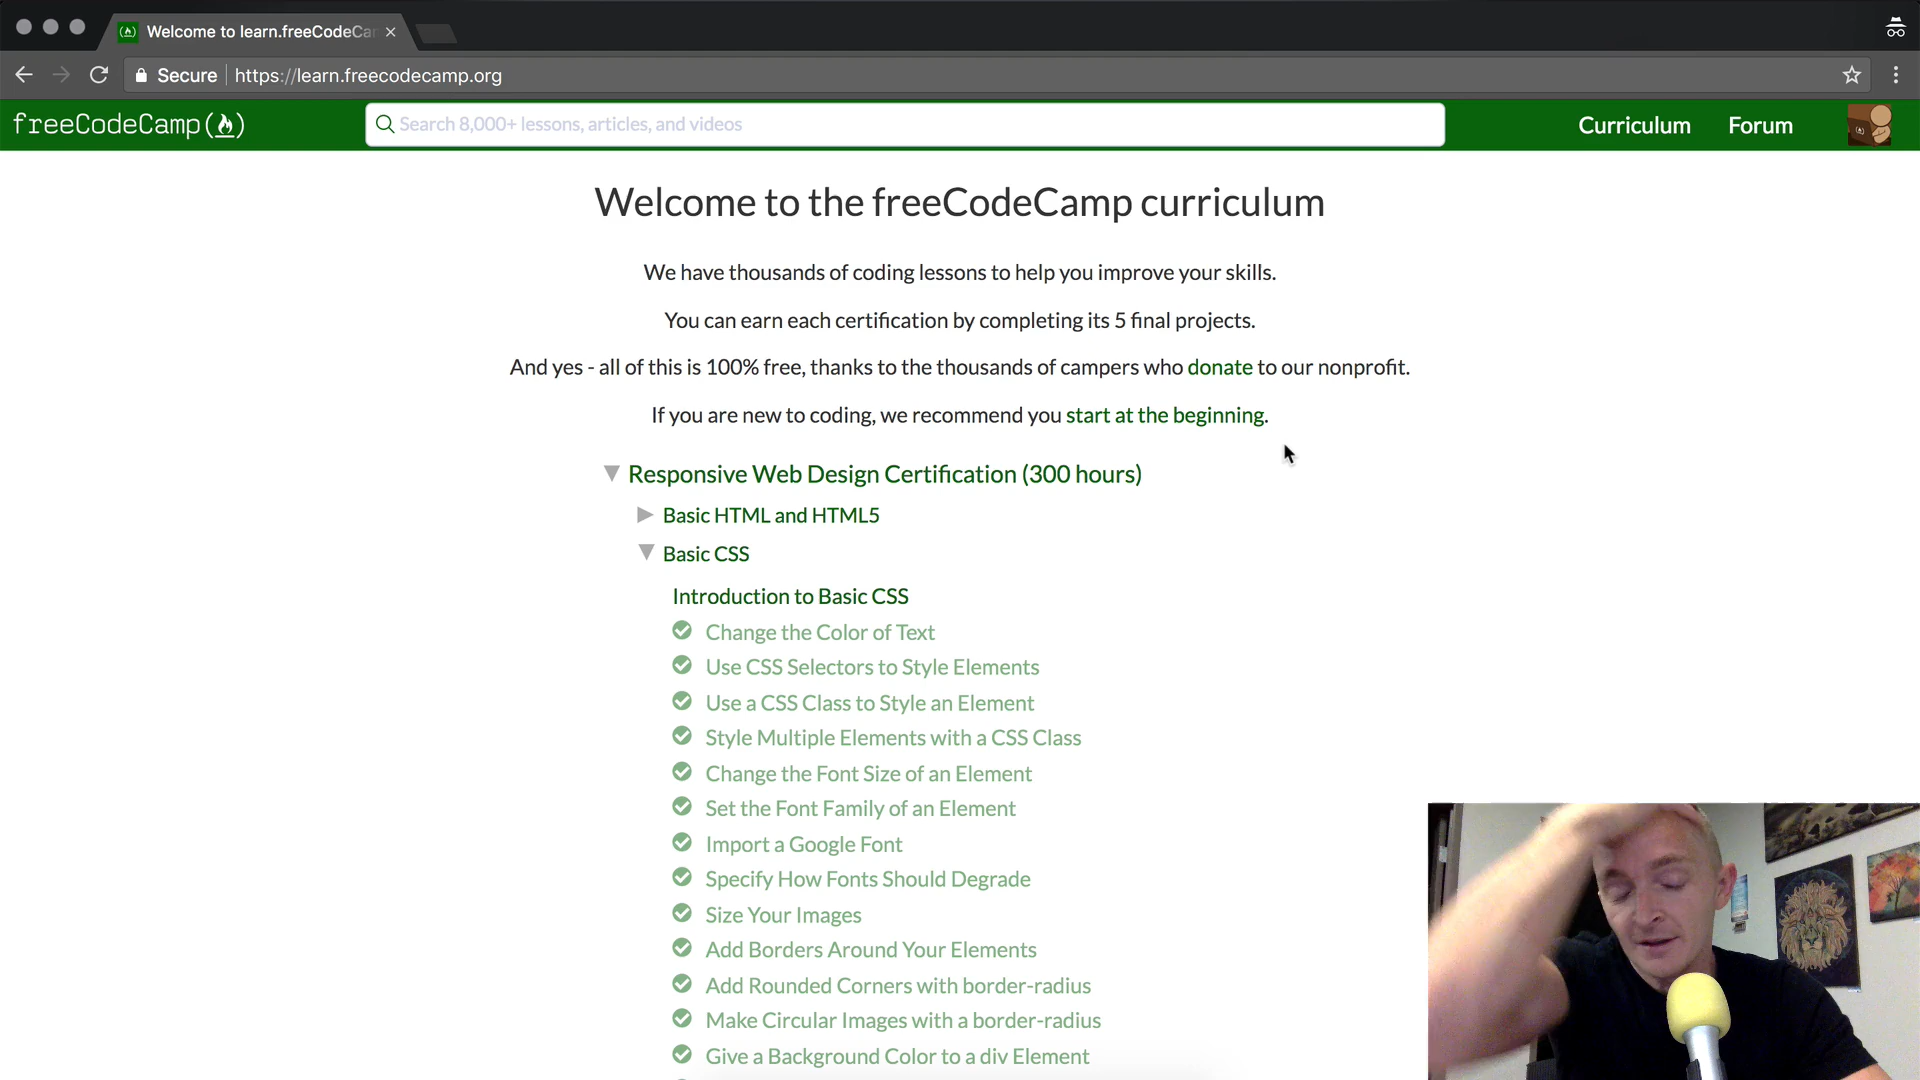 Welcome to learn.freeCodeCa
Secure
https://learn.freecodecamp.org
freeCodeCamp
Search 8,000+ lessons, articles, and videos
Curriculum
Forum
Welcome to the freeCodeCamp curriculum
We have thousands of coding lessons to help you improve your skills.
You can earn each certification by completing its 5 final projects.
And yes - all of this is 100% free, thanks to the thousands of campers who donate to our nonprofit.
If you are new to coding, we recommend you start at the beginning.
Responsive Web Design Certification (300 hours)
Basic HTML and HTML5
Basic CSS
Introduction to Basic CSS
Change the Color of Text
Use CSS Selectors to Style Elements
Use a CSS Class to Style an Element
Style Multiple Elements with a CSS Class
Change the Font Size of an Element
Set the Font Family of an Element
Import a Google Font
Specify How Fonts Should Degrade
Size Your Images
Add Borders Around Your Elements
Add Rounded Corners with border-radius
Make Circular Images with a border-radius
Give a Background Color to a div Element